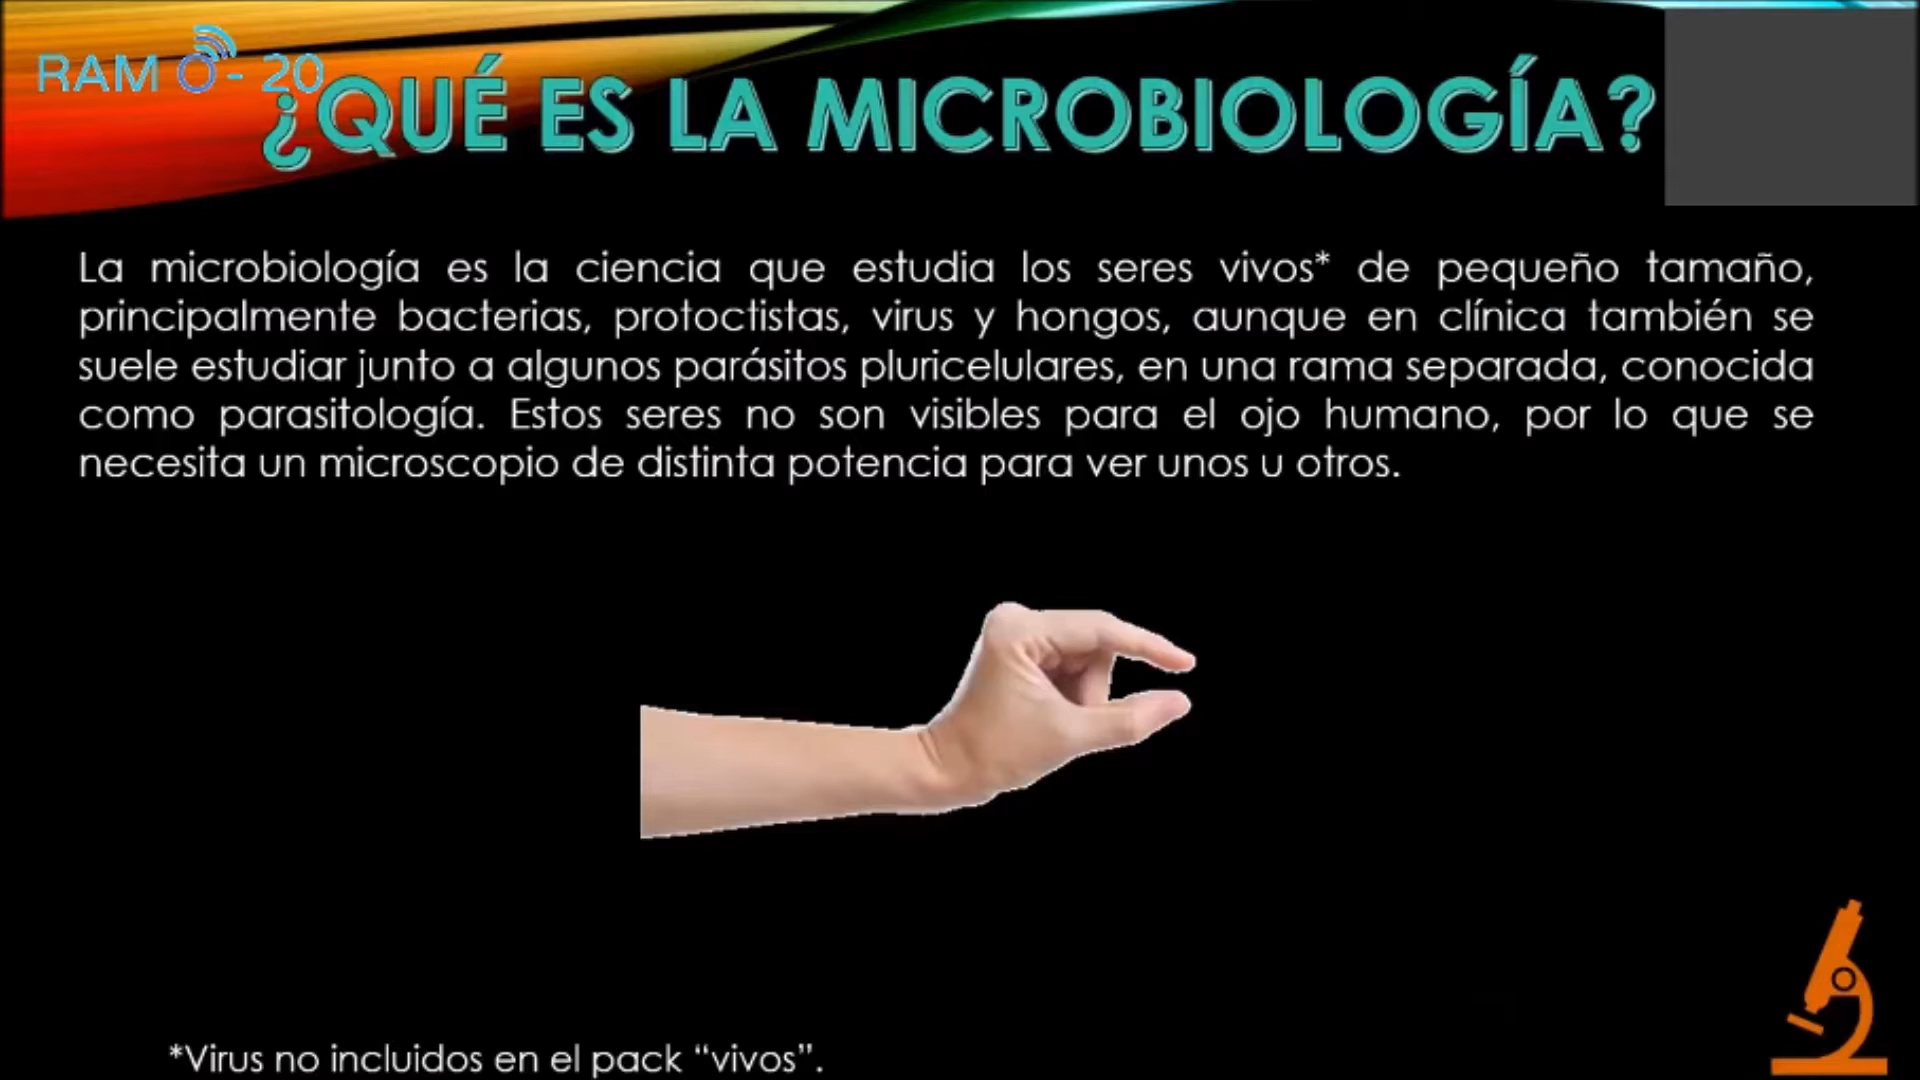 RAM O - 20
¿QUÉ ES LA MICROBIOLOGÍA?
La microbiología es la ciencia que estudia los seres vivos* de pequeño tamaño,
principalmente bacterias, protoctistas, virus y hongos, aunque en clínica también se
suele estudiar junto a algunos parásitos pluricelulares, en una rama separada, conocida
como parasitología. Estos seres no son visibles para el ojo humano, por lo que se
necesita un microscopio de distinta potencia para ver unos u otros.
*Virus no incluidos en el pack “vivos”.